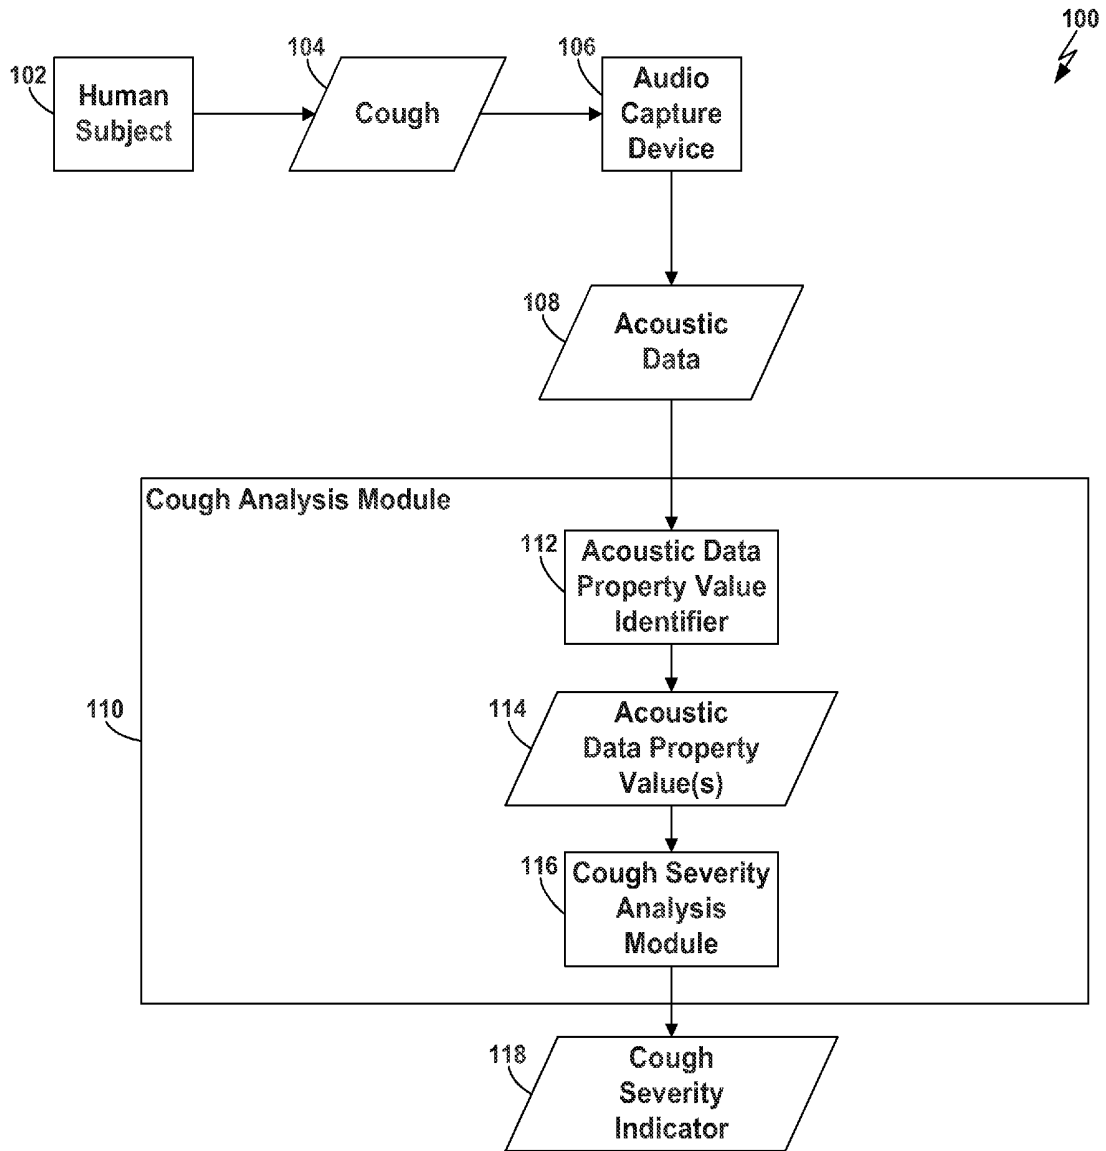 100
102
Human
Subject
104
Cough
106
Audio
Capture
Device
108
Acoustic
Data
Cough Analysis Module
110
112
Acoustic Data
Property Value
Identifier
114
Acoustic
Data Property
Value(s)
116
Cough Severity
Analysis
Module
118
Cough
Severity
Indicator